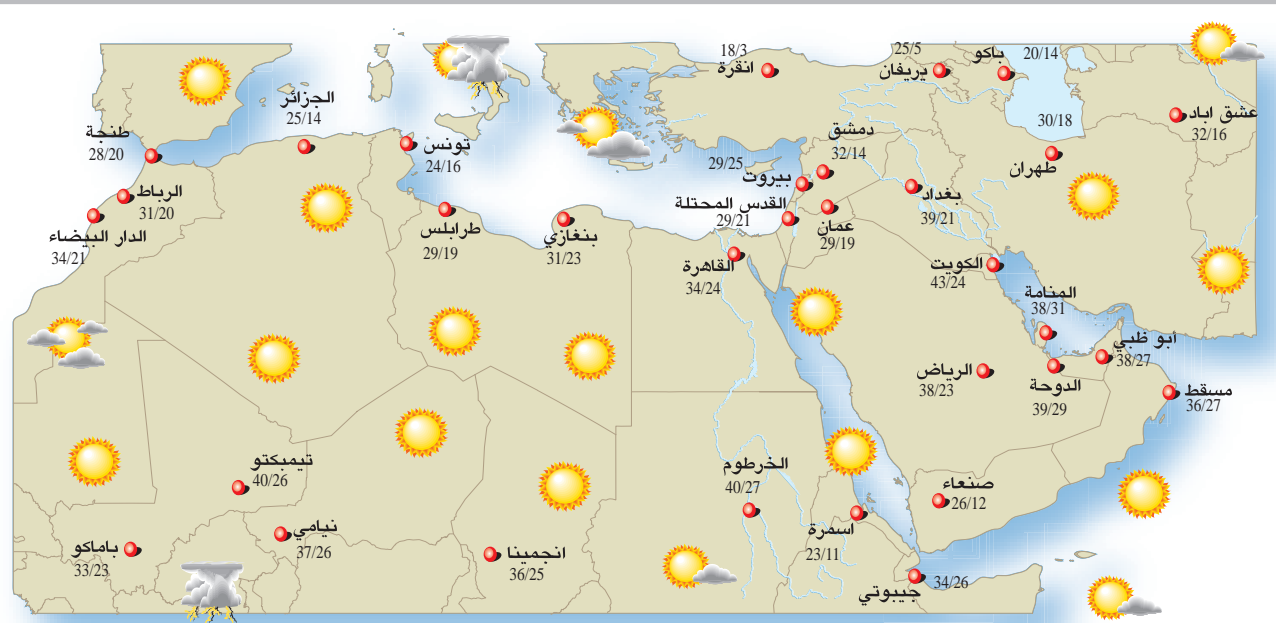 18/3
انقرة
25/5
يريفان
باكو
20/14
عشق اباد
32/16
30/18
طهران
الجزائر
25/14
طنجة
28/20
تونس
24/16
دمشق
32/14
29/25
بيروت
بغداد
39/21
الرباط
31/20
القدس المحتلة
29/21
عمان
29/19
الدار البيضاء
34/21
طرابلس
29/19
بنغازي
31/23
القاهرة
34/24
الكويت
43/24
المنامة
38/31
أبو ظبي
38/27
الرياض
38/23
الدوحة
39/29
مسقط
36/27
تيمبكتو
40/26
الخرطوم
40/27
صنعاء
26/12
نيامي
37/26
اسمرة
23/11
باماكو
33/23
انجمينا
36/25
34/26
جيبوتي